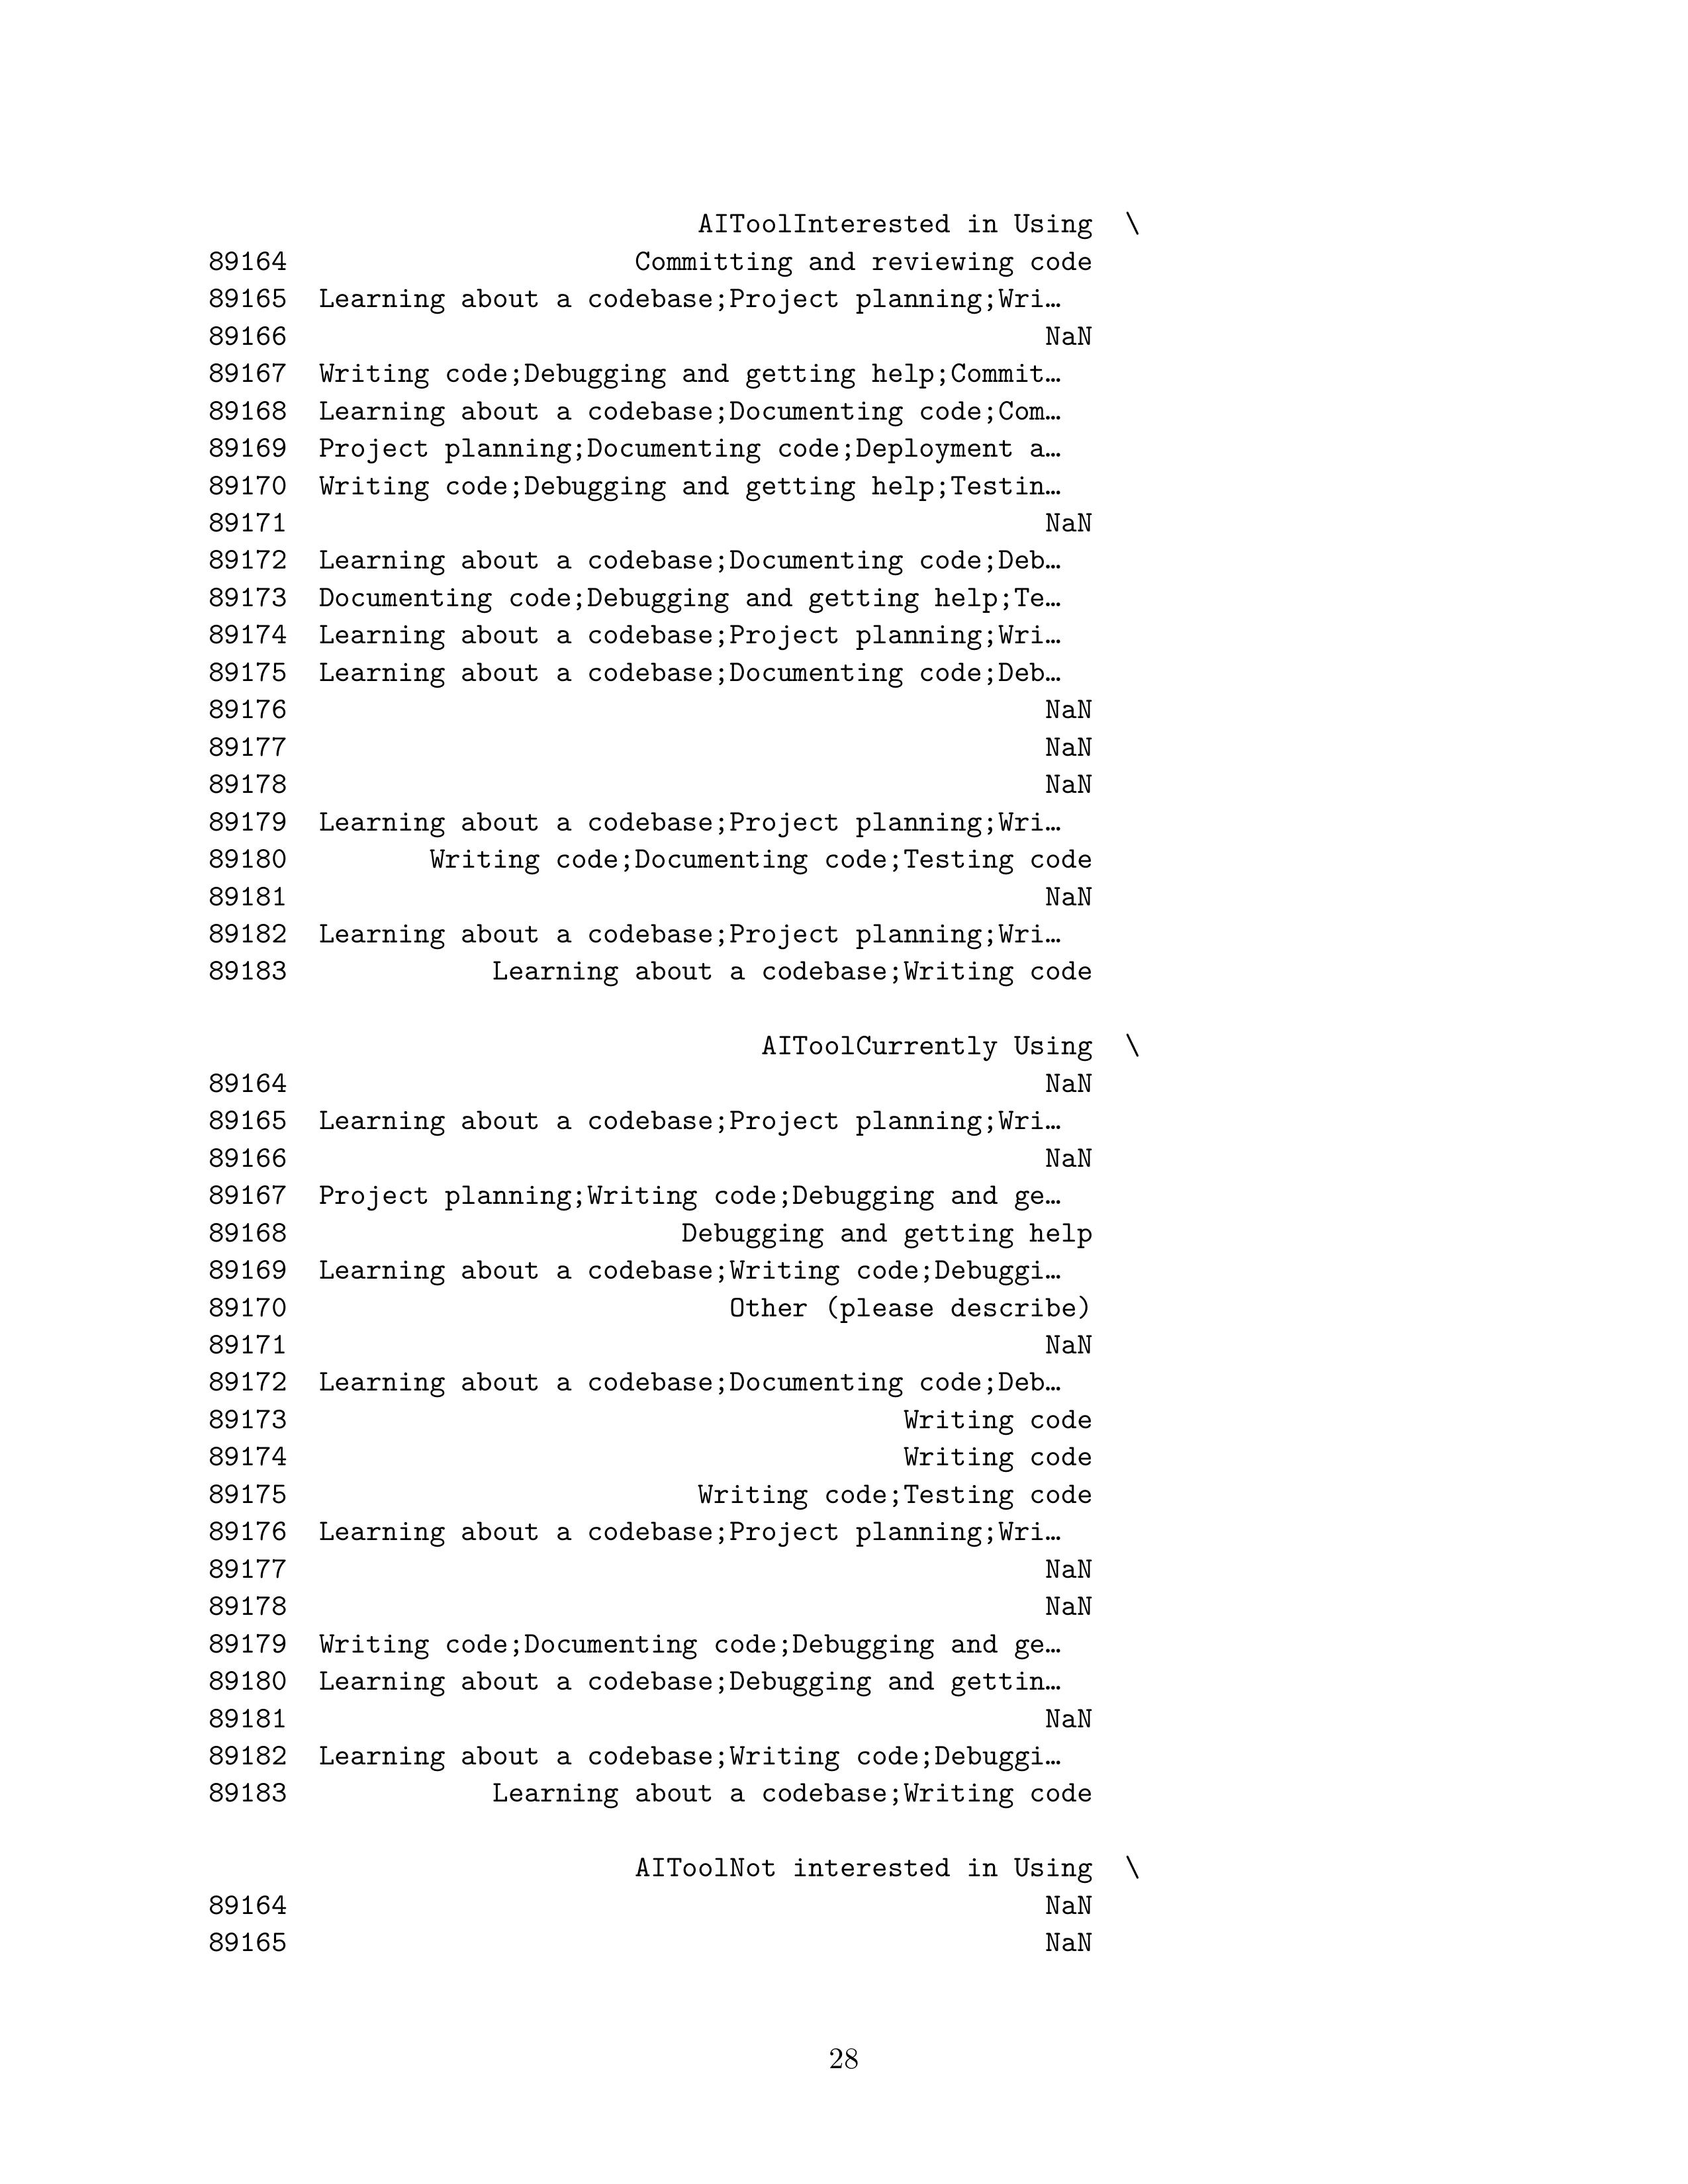 AIToolInterested in Using \
89164 Committing and reviewing code
89165 Learning about a codebase;Project planning;Wri…
89166 NaN
89167 Writing code;Debugging and getting help;Commit…
89168 Learning about a codebase;Documenting code;Com…
89169 Project planning;Documenting code;Deployment a…
89170 Writing code;Debugging and getting help;Testin…
89171 NaN
89172 Learning about a codebase;Documenting code;Deb…
89173 Documenting code;Debugging and getting help;Te…
89174 Learning about a codebase;Project planning;Wri…
89175 Learning about a codebase;Documenting code;Deb…
89176 NaN
89177 NaN
89178 NaN
89179 Learning about a codebase;Project planning;Wri…
89180 Writing code;Documenting code;Testing code
89181 NaN
89182 Learning about a codebase;Project planning;Wri…
89183 Learning about a codebase;Writing code
AIToolCurrently Using \
89164 NaN
89165 Learning about a codebase;Project planning;Wri…
89166 NaN
89167 Project planning;Writing code;Debugging and ge…
89168 Debugging and getting help
89169 Learning about a codebase;Writing code;Debuggi…
89170 Other (please describe)
89171 NaN
89172 Learning about a codebase;Documenting code;Deb…
89173 Writing code
89174 Writing code
89175 Writing code;Testing code
89176 Learning about a codebase;Project planning;Wri…
89177 NaN
89178 NaN
89179 Writing code;Documenting code;Debugging and ge…
89180 Learning about a codebase;Debugging and gettin…
89181 NaN
89182 Learning about a codebase;Writing code;Debuggi…
89183 Learning about a codebase;Writing code
AIToolNot interested in Using \
89164 NaN
89165 NaN
28